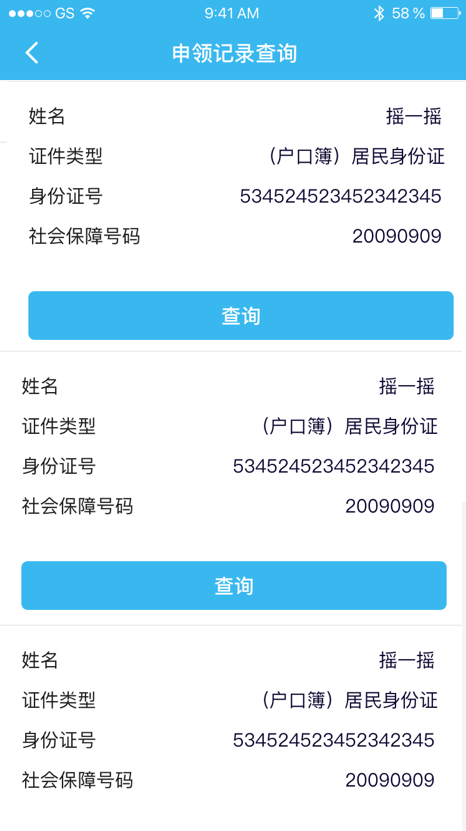 GS 9:41 AM 58 %
申领记录查询
姓名 摇一摇
证件类型 （户口簿）居民身份证
身份证号 534524523452342345
社会保障号码 20090909
查询
姓名 摇一摇
证件类型 （户口簿）居民身份证
身份证号 534524523452342345
社会保障号码 20090909
查询
姓名 摇一摇
证件类型 （户口簿）居民身份证
身份证号 534524523452342345
社会保障号码 20090909